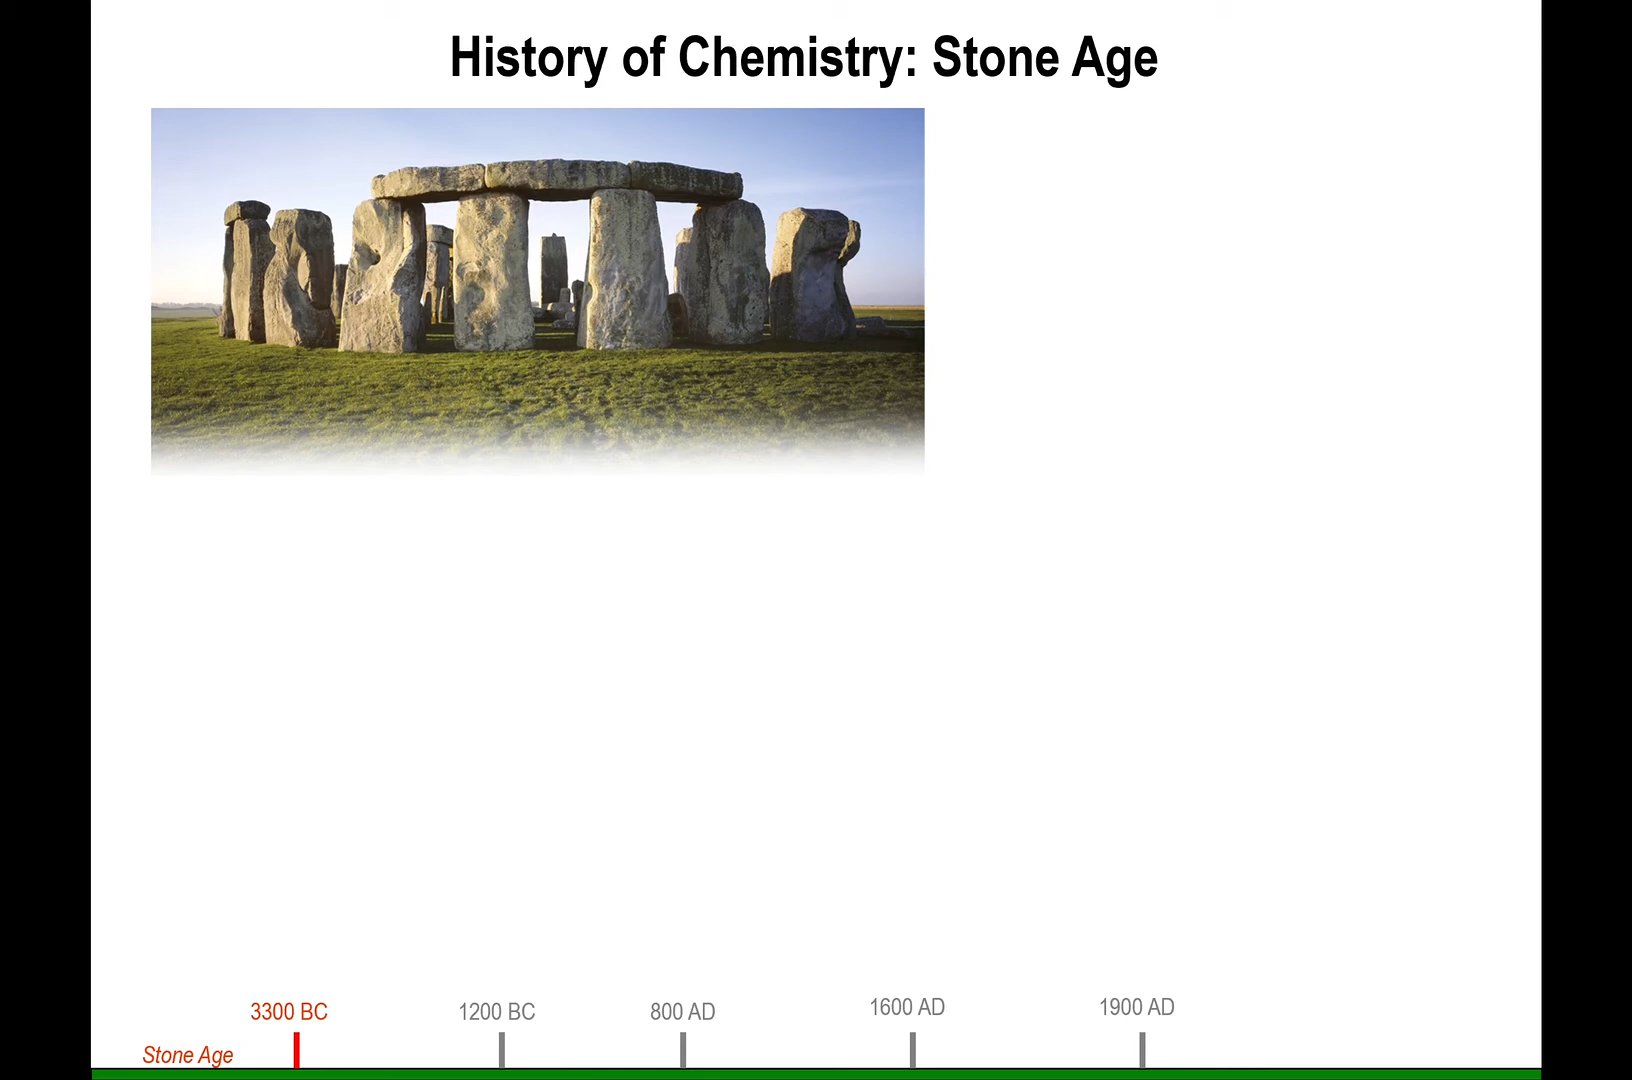 History of Chemistry: Stone Age
3300 BC
1200 BC
800 AD
1600 AD
1900 AD
Stone Age